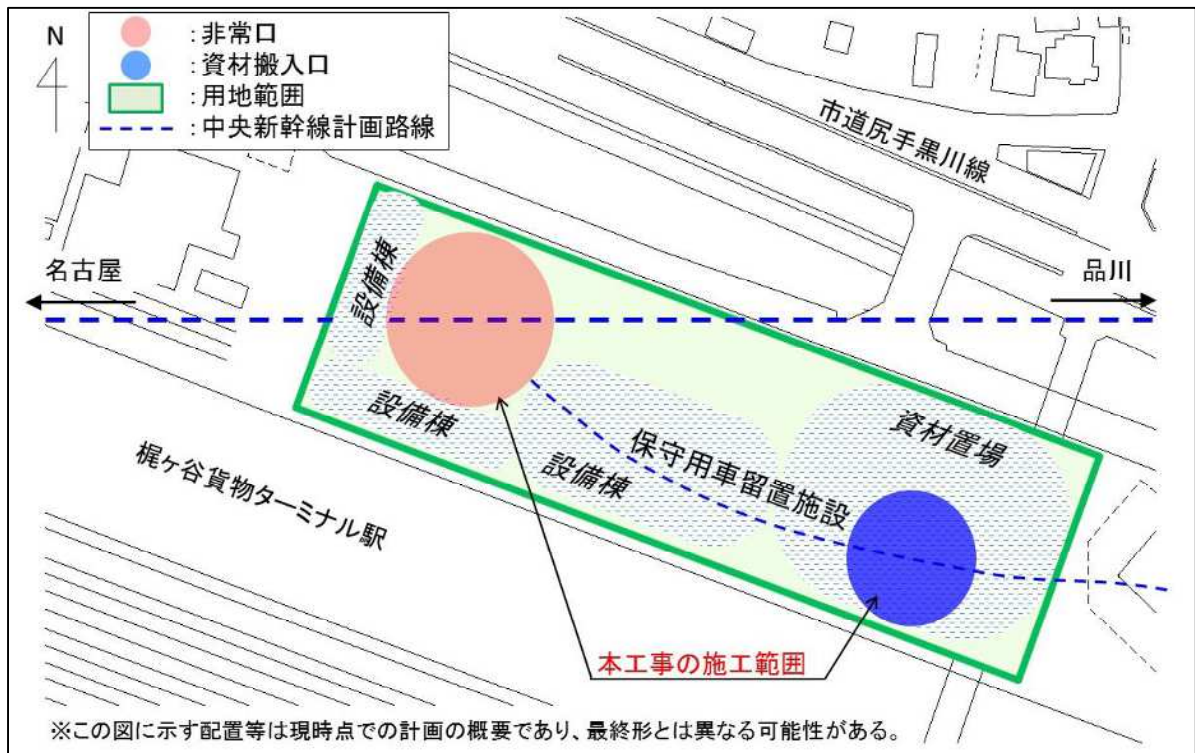 N
：非常口
：資材搬入口
：用地範囲
：中央新幹線計画路線
市道尻手黒川線
名古屋
品川
設備棟
設備棟
設備棟
保守用車留置施設
資材置場
梶ヶ谷貨物ターミナル駅
本工事の施工範囲
※この図に示す配置等は現時点での計画の概要であり、最終形とは異なる可能性がある。